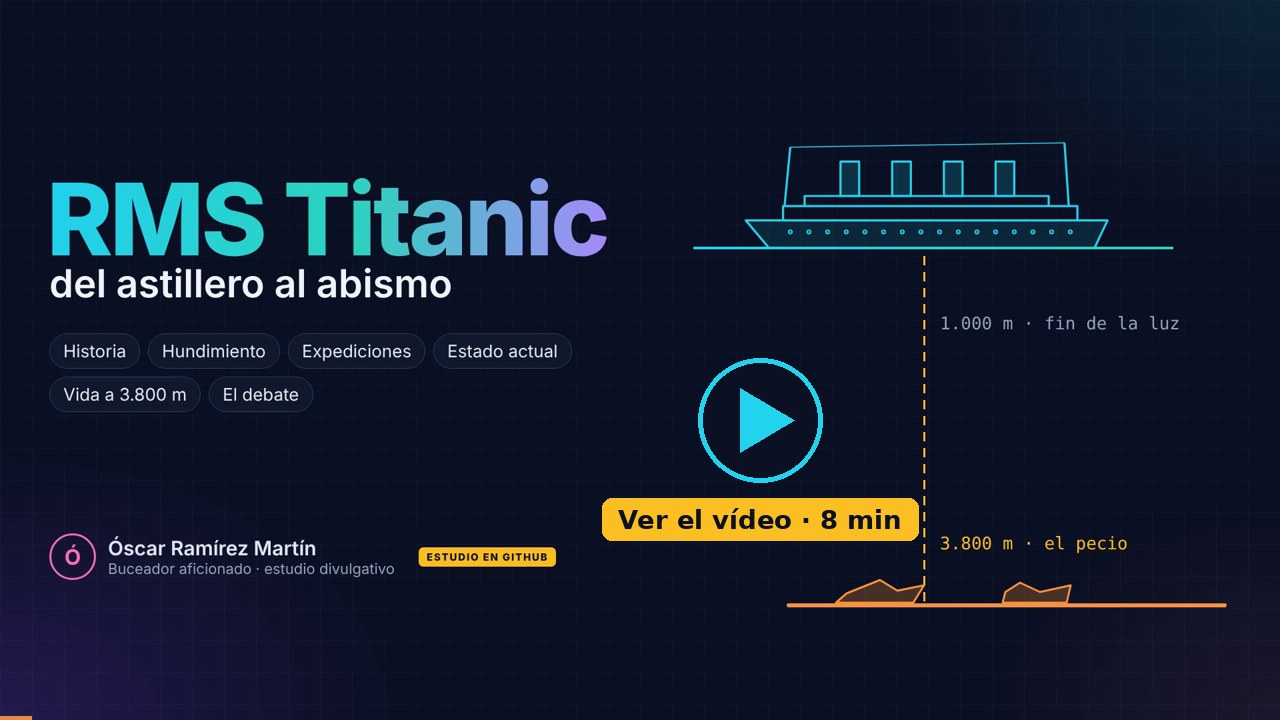 RMS Titanic
del astillero al abismo
Historia
Hundimiento
Expediciones
Estado actual
Vida a 3.800 m
El debate
1.000 m · fin de la luz
Ver el vídeo · 8 min
3.800 m · el pecio
Ó
Óscar Ramírez Martín
Buceador aficionado · estudio divulgativo
ESTUDIO EN GITHUB